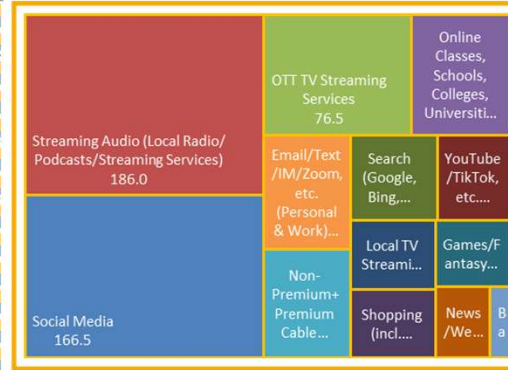 Streaming Audio (Local Radio/
Podcasts/Streaming Services)
186.0
Social Media
166.5
OTT TV Streaming
Services
76.5
Online
Classes,
Schools,
Colleges,
Universiti...
Email/Text
/IM/Zoom,
etc.
(Personal
& Work)...
Search
(Google,
Bing,...
YouTube
/TikTok,
etc....
Non-
Premium+
Premium
Cable...
Local TV
Streami...
Games/F
antasy...
Shopping
(incl....
News
/We...
B
a